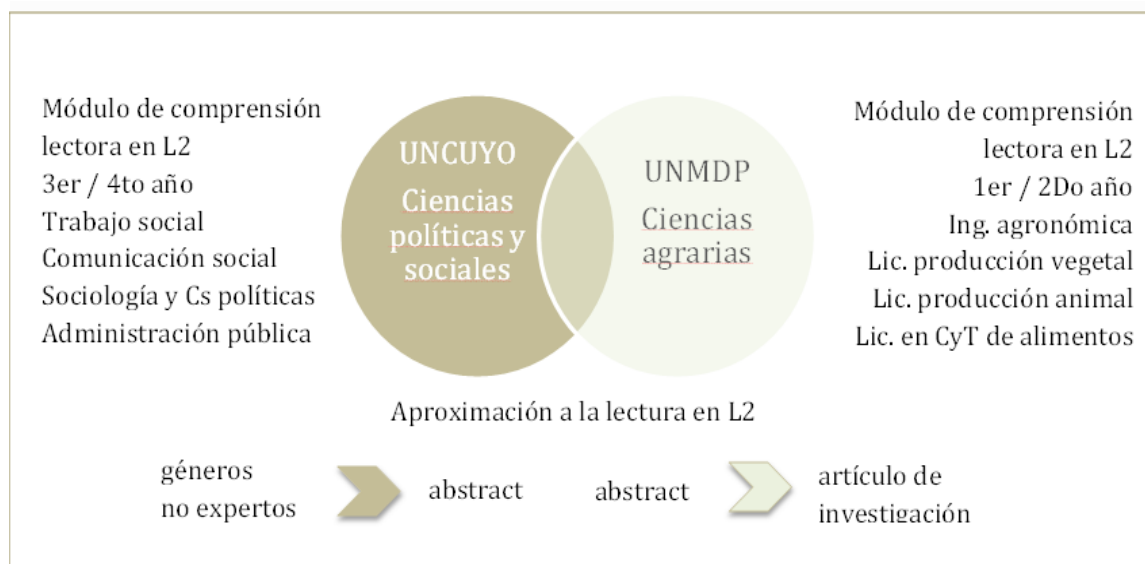 Módulo de comprensión
lectora en L2
3er / 4to año
Trabajo social
Comunicación social
Sociología y Cs políticas
Administración pública
UNCUYO
Ciencias
políticas y
sociales
UNMDP
Ciencias
agrarias
Módulo de comprensión
lectora en L2
1er / 2Do año
Ing. agronómica
Lic. producción vegetal
Lic. producción animal
Lic. en CyT de alimentos
Aproximación a la lectura en L2
géneros
no expertos
abstract
abstract
artículo de
investigación